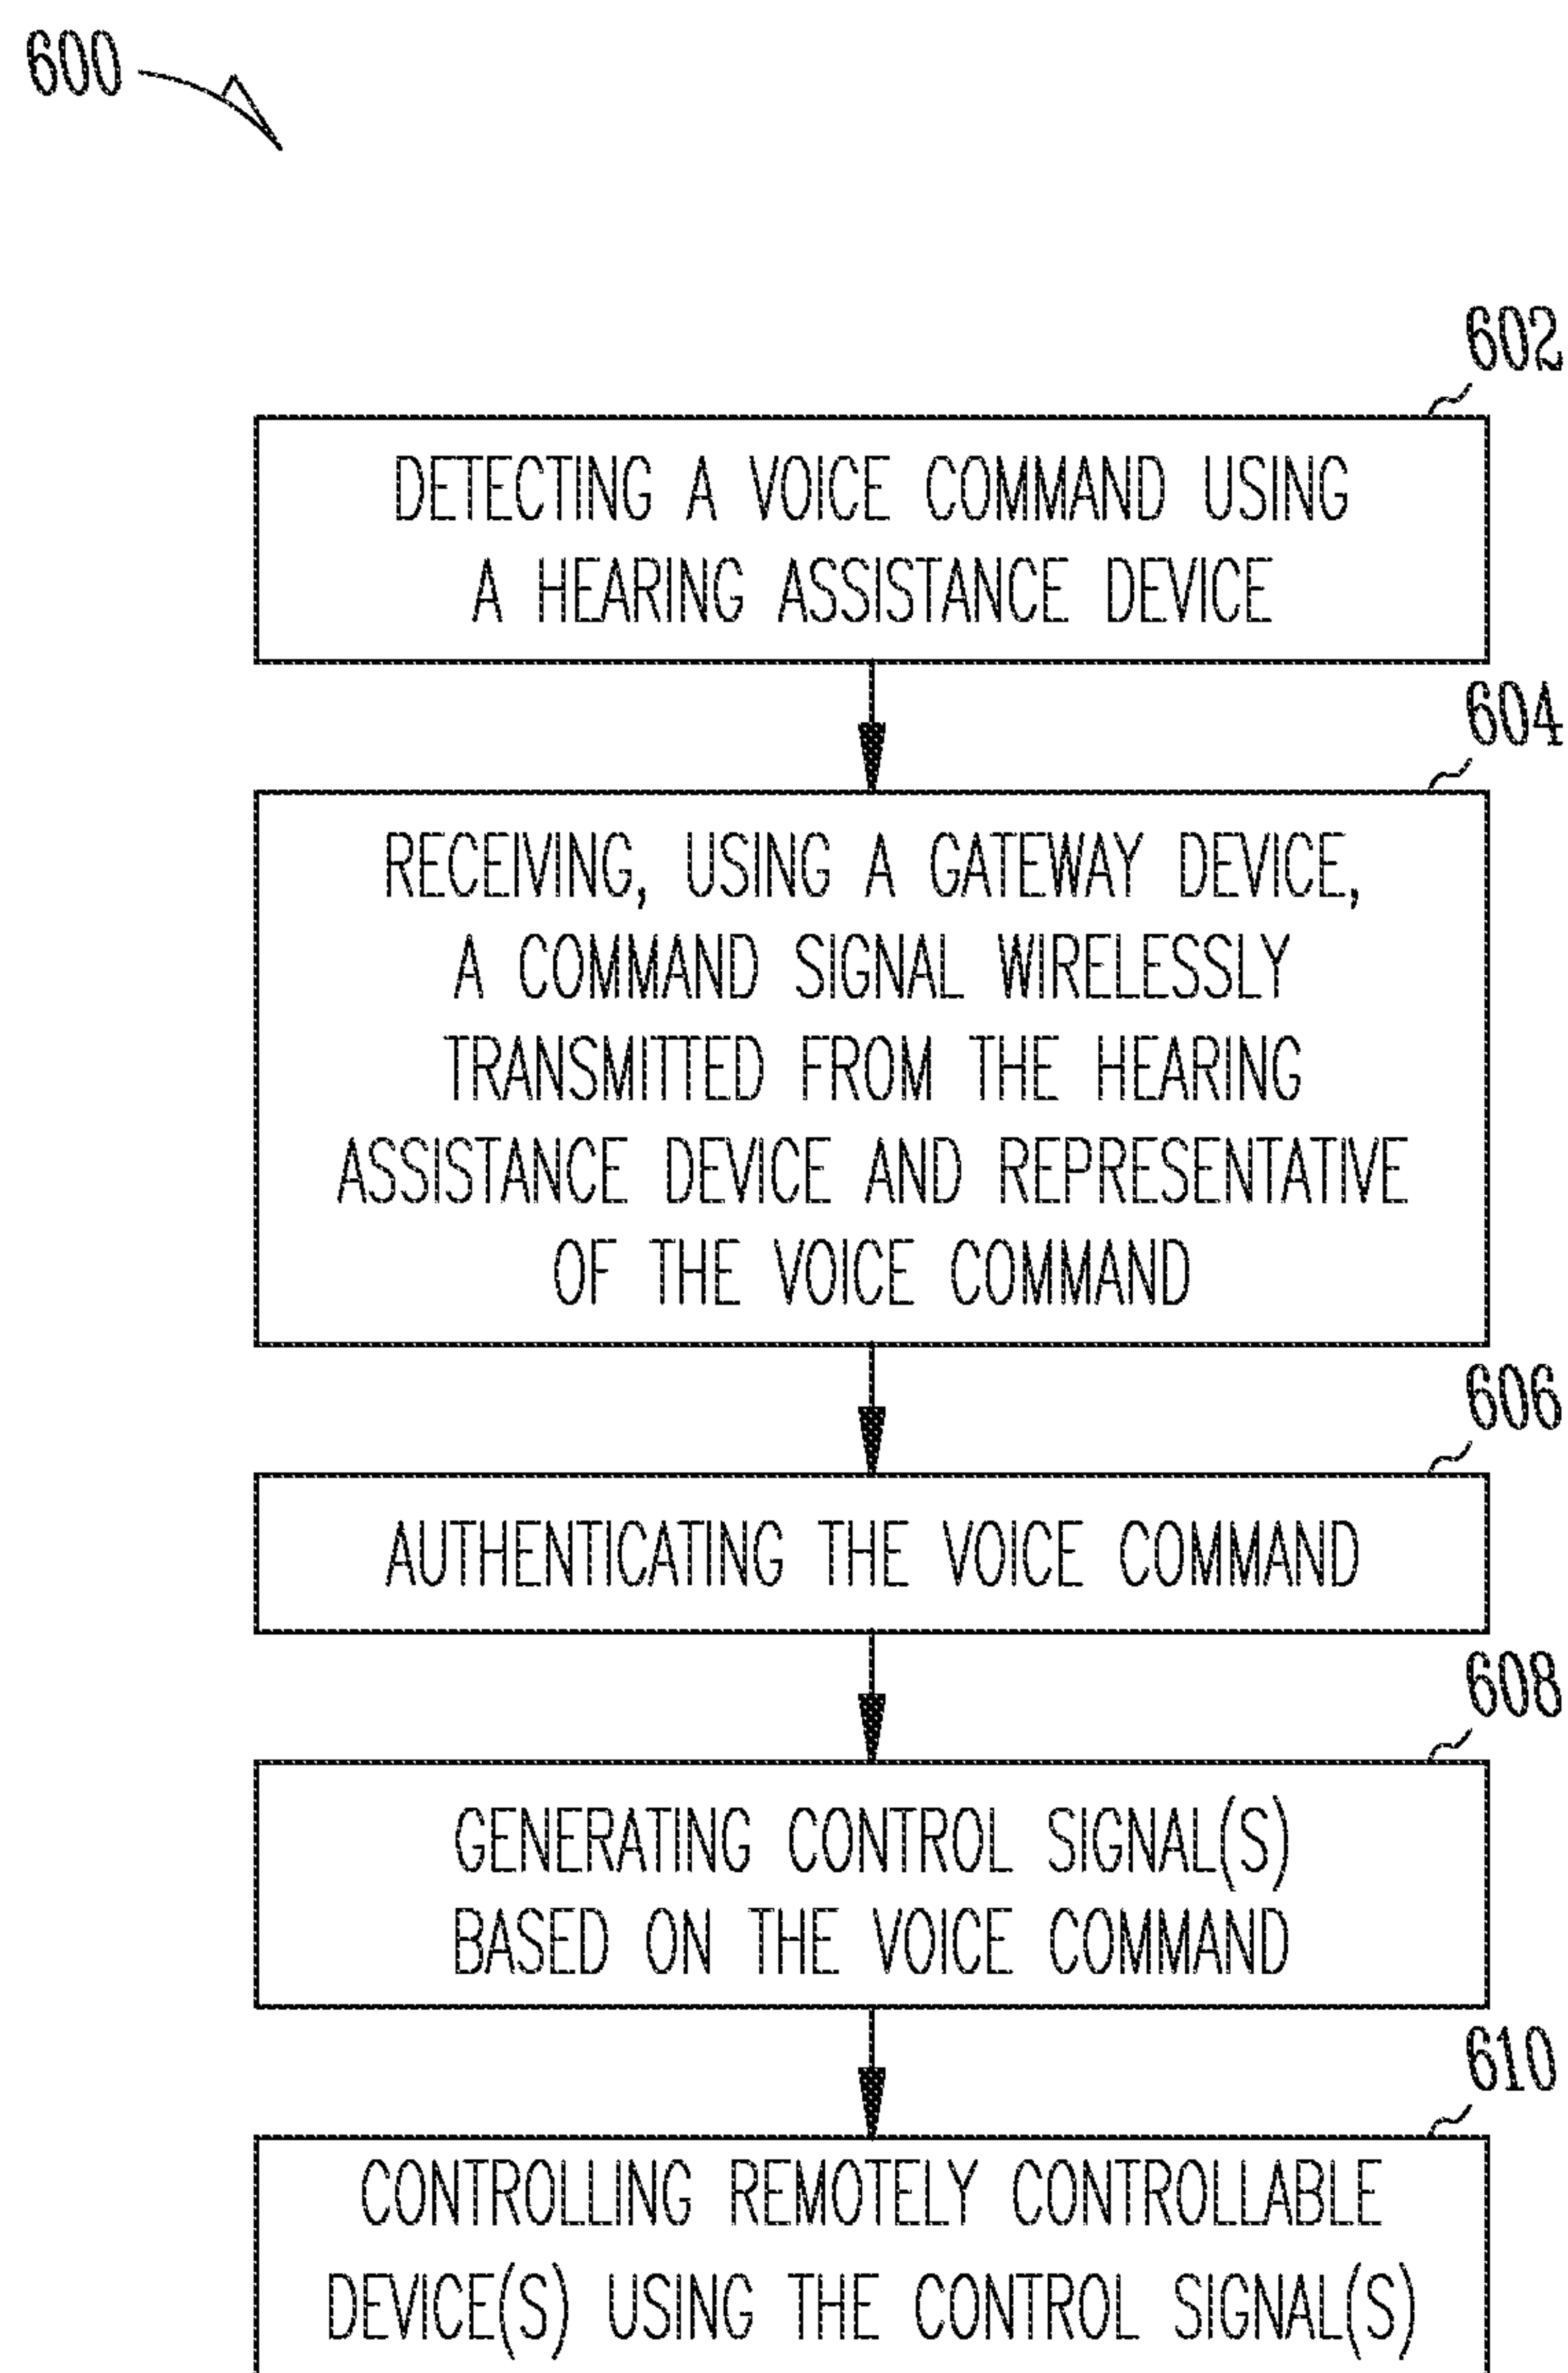 600
602
DETECTING A VOICE COMMAND USING
A HEARING ASSISTANCE DEVICE
604
RECEIVING, USING A GATEWAY DEVICE,
A COMMAND SIGNAL WIRELESSLY
TRANSMITTED FROM THE HEARING
ASSISTANCE DEVICE AND REPRESENTATIVE
OF THE VOICE COMMAND
606
AUTHENTICATING THE VOICE COMMAND
608
GENERATING CONTROL SIGNAL(S)
BASED ON THE VOICE COMMAND
610
CONTROLLING REMOTELY CONTROLLABLE
DEVICE(S) USING THE CONTROL SIGNAL(S)